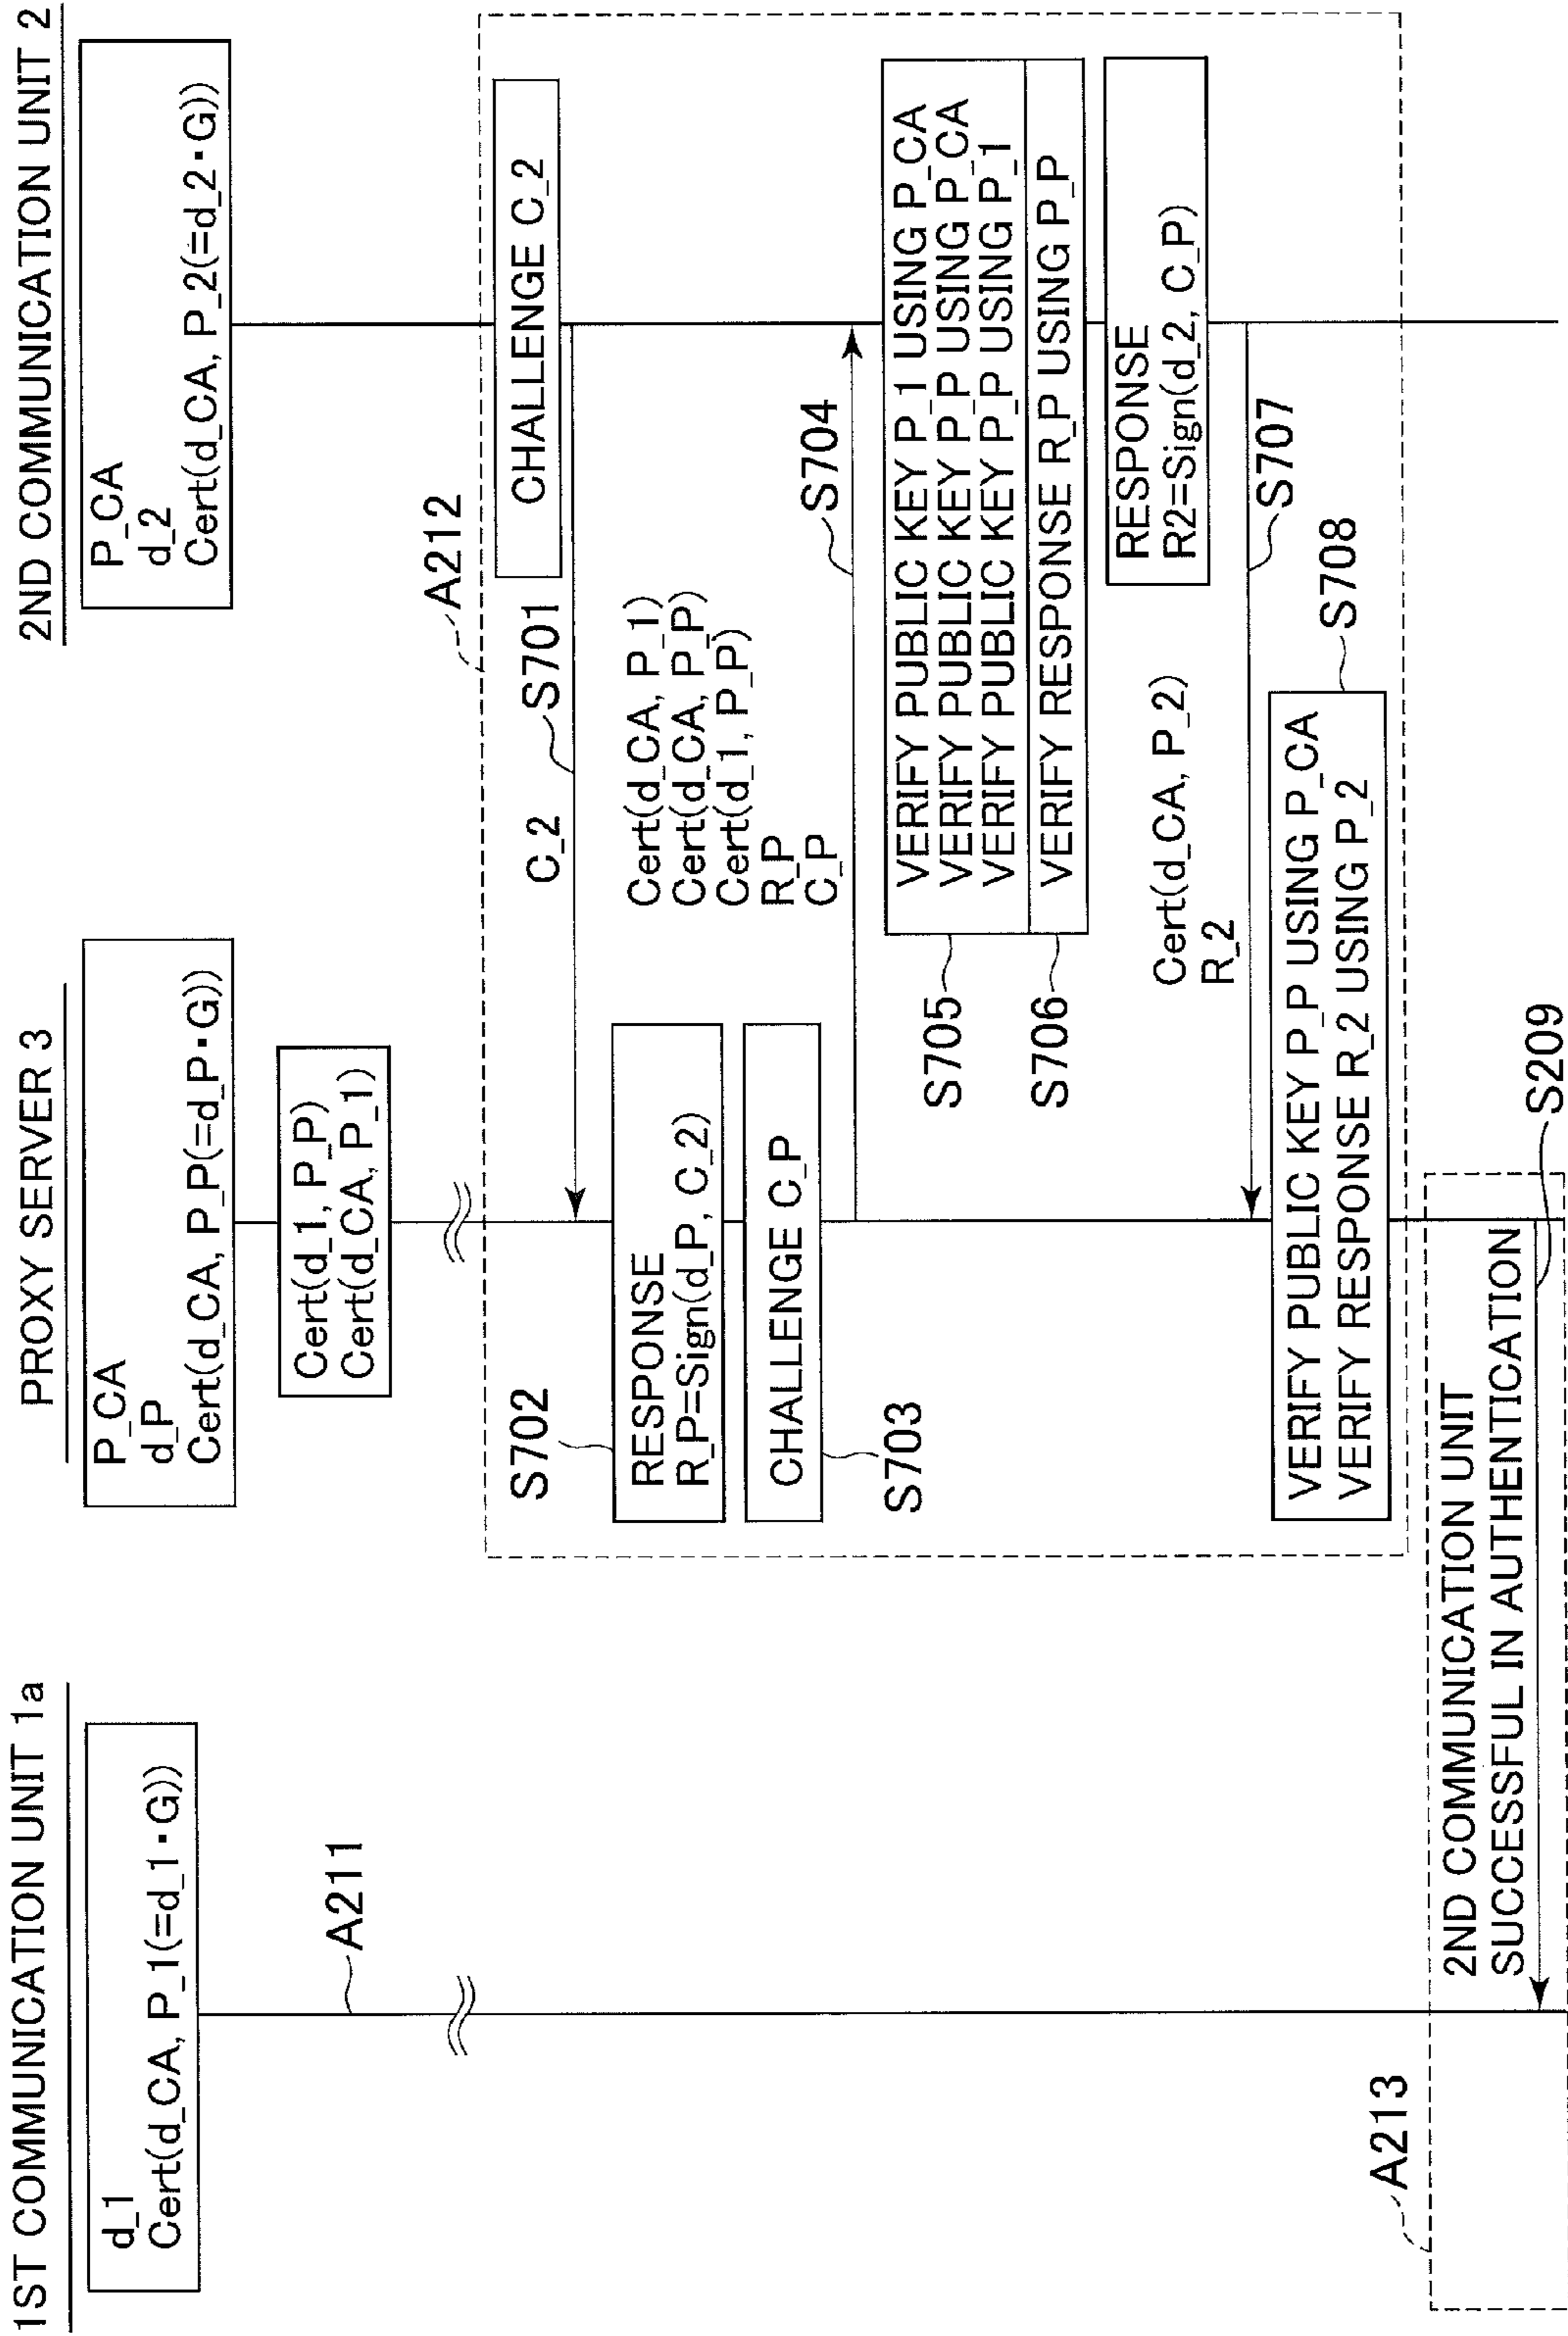 1ST COMMUNICATION UNIT 1a
PROXY SERVER 3
2ND COMMUNICATION UNIT 2
d_1
Cert(d_CA, P_1(=d_1・G))
P_CA
d_P
Cert(d_CA, P_P(=d_P・G))
P_CA
d_2
Cert(d_CA, P_2(=d_2・G))
Cert(d_1, P_P)
Cert(d_CA, P_1)
A211
A212
CHALLENGE C_2
C_2
S701
S702
RESPONSE
R_P=Sign(d_P, C_2)
CHALLENGE C_P
S703
Cert(d_CA, P_1)
Cert(d_CA, P_P)
Cert(d_1, P_P)
R_P
C_P
S704
VERIFY PUBLIC KEY P_1 USING P_CA
VERIFY PUBLIC KEY P_P USING P_CA
VERIFY PUBLIC KEY P_P USING P_1
S705
VERIFY RESPONSE R_P USING P_P
S706
RESPONSE
R2=Sign(d_2, C_P)
Cert(d_CA, P_2)
R_2
S707
VERIFY PUBLIC KEY P_P USING P_CA
VERIFY RESPONSE R_2 USING P_2
S708
A213
2ND COMMUNICATION UNIT
SUCCESSFUL IN AUTHENTICATION
S209